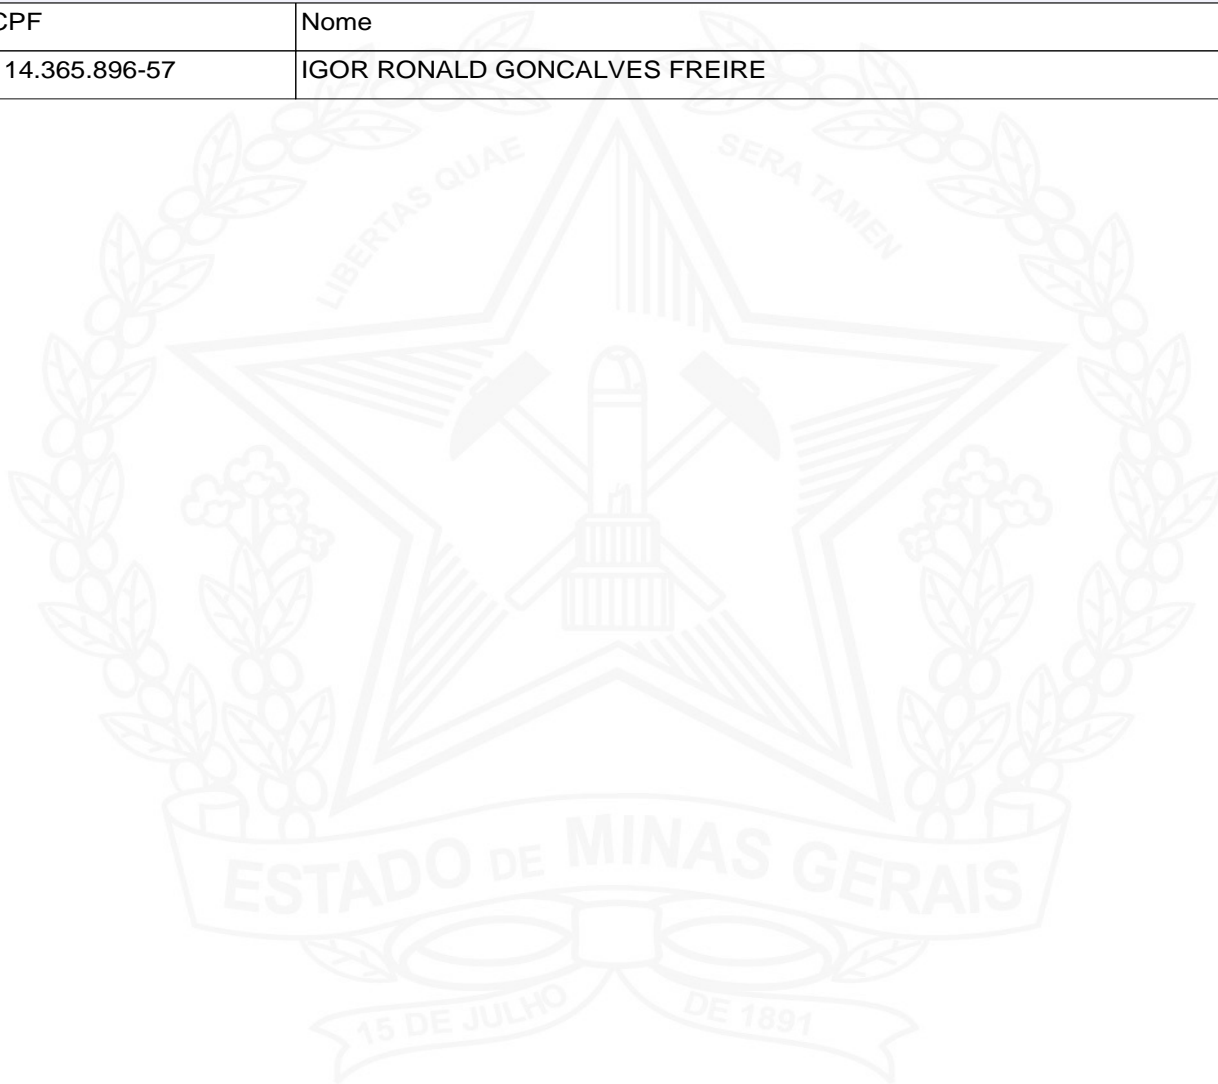 CPF Nome
14.365.896-57 IGOR RONALD GONCALVES FREIRE
LIBERTAS QUAE SERA TAMEN
ESTADO DE MINAS GERAIS
15 DE JULHO DE 1891